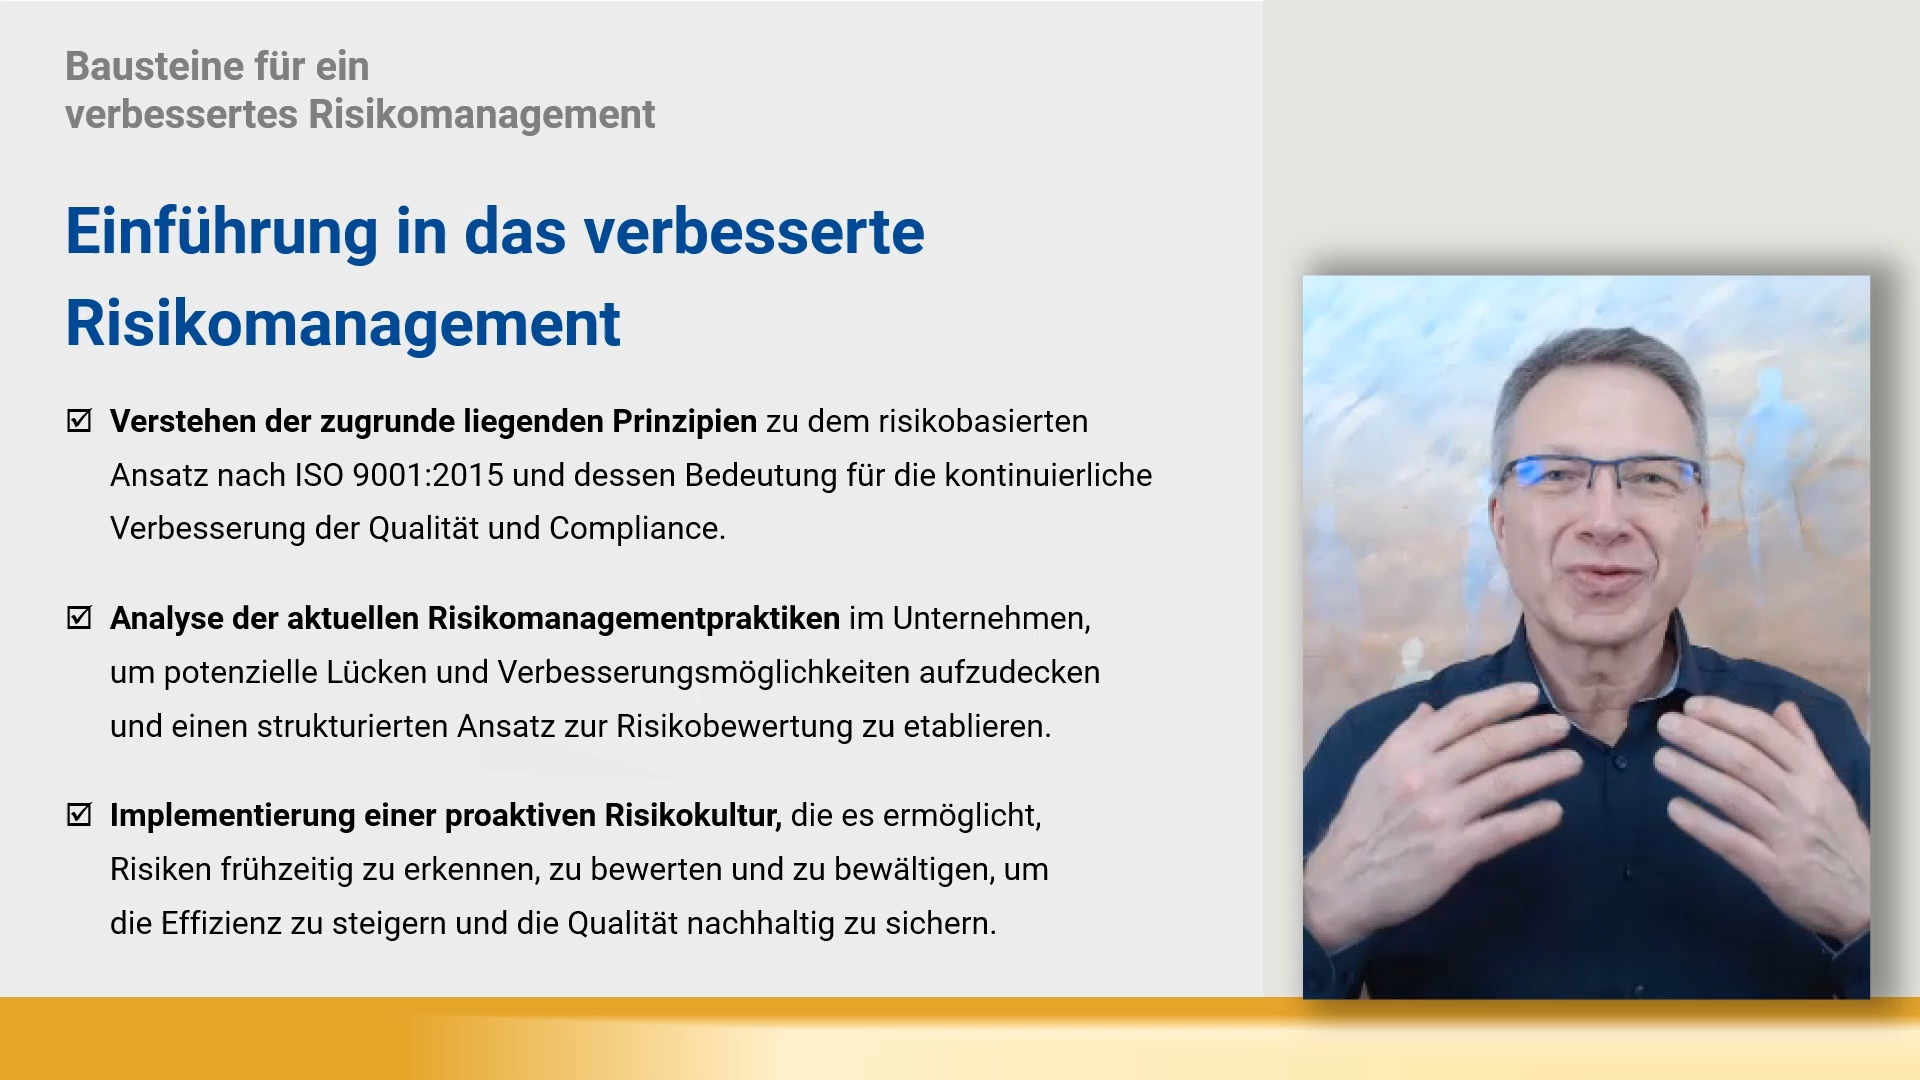 Bausteine für ein
verbessertes Risikomanagement
Einführung in das verbesserte
Risikomanagement
☑ Verstehen der zugrunde liegenden Prinzipien zu dem risikobasierten
Ansatz nach ISO 9001:2015 und dessen Bedeutung für die kontinuierliche
Verbesserung der Qualität und Compliance.
☑ Analyse der aktuellen Risikomanagementpraktiken im Unternehmen,
um potenzielle Lücken und Verbesserungsmöglichkeiten aufzudecken
und einen strukturierten Ansatz zur Risikobewertung zu etablieren.
☑ Implementierung einer proaktiven Risikokultur, die es ermöglicht,
Risiken frühzeitig zu erkennen, zu bewerten und zu bewältigen, um
die Effizienz zu steigern und die Qualität nachhaltig zu sichern.